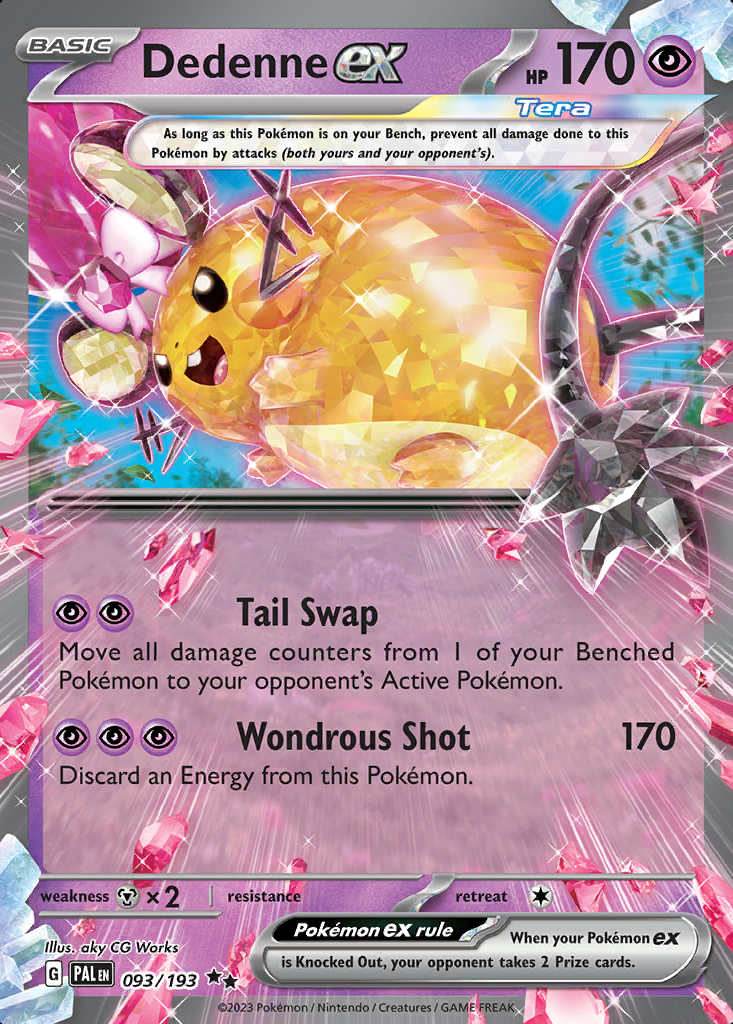 BASIC
Dedenne ex HP 170
Tera
As long as this Pokémon is on your Bench, prevent all damage done to this
Pokémon by attacks (both yours and your opponent's).
Tail Swap
Move all damage counters from 1 of your Benched
Pokémon to your opponent's Active Pokémon.
Wondrous Shot 170
Discard an Energy from this Pokémon.
weakness ×2 resistance retreat
Illus. aky CG Works
Pokémon ex rule When your Pokémon ex
is Knocked Out, your opponent takes 2 Prize cards.
G PAL EN 093/193
©2023 Pokémon / Nintendo / Creatures / GAME FREAK